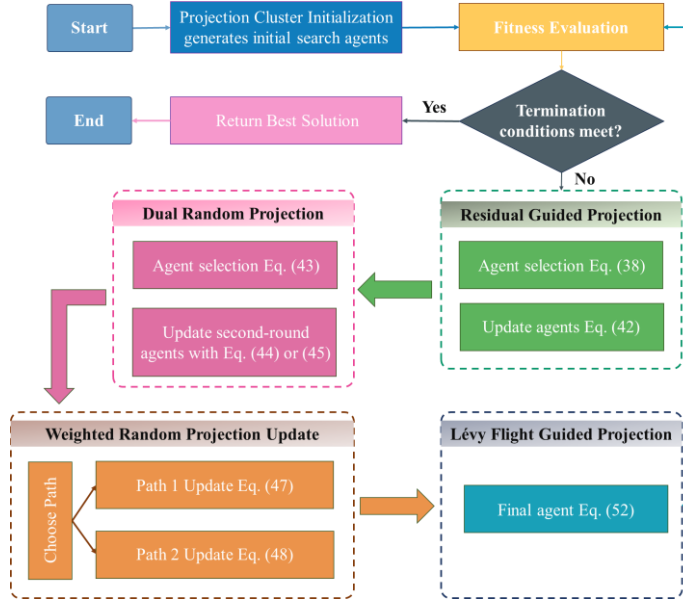 Start
Projection Cluster Initialization
generates initial search agents
Fitness Evaluation
End
Return Best Solution
Yes
Termination
conditions meet?
No
Dual Random Projection
Agent selection Eq. (43)
Update second-round
agents with Eq. (44) or (45)
Residual Guided Projection
Agent selection Eq. (38)
Update agents Eq. (42)
Weighted Random Projection Update
Choose Path
Path 1 Update Eq. (47)
Path 2 Update Eq. (48)
Lévy Flight Guided Projection
Final agent Eq. (52)